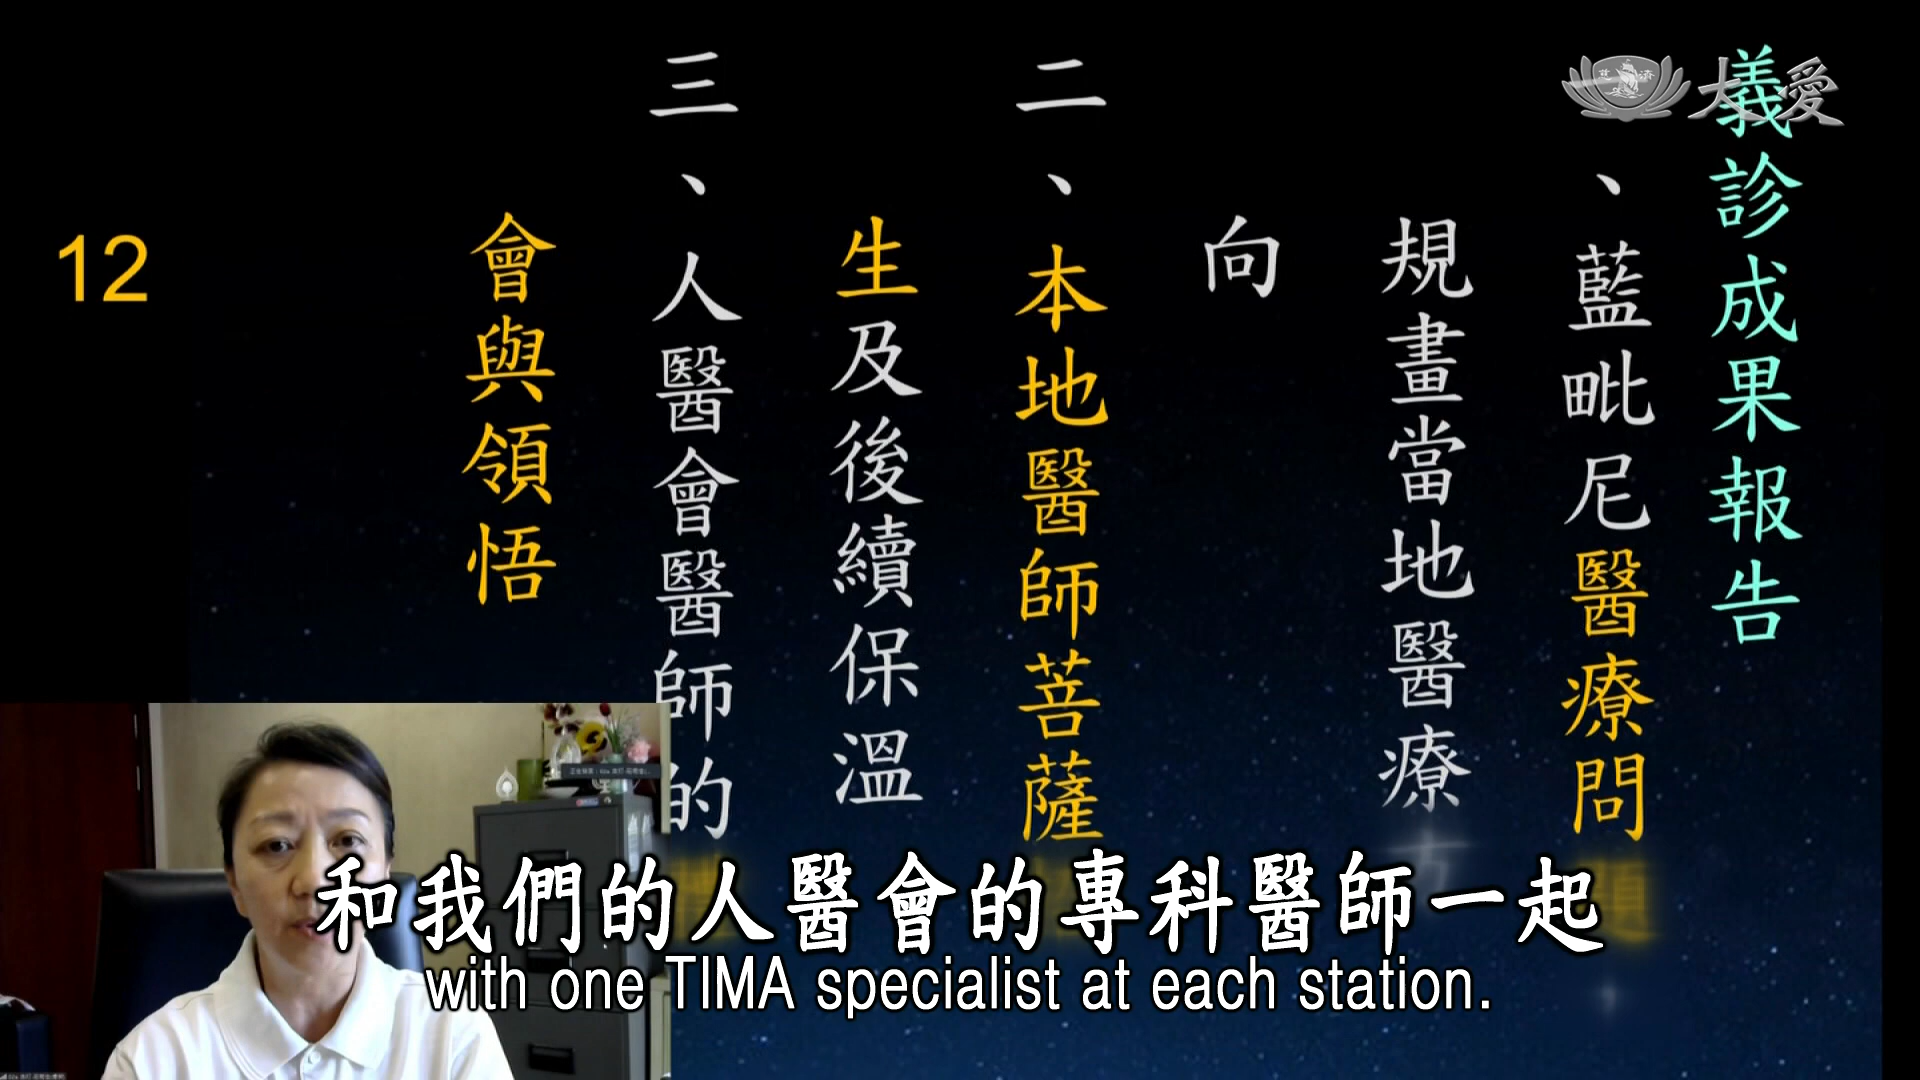 大愛
義診成果報告
、藍毗尼醫療問題，
規畫當地醫療方
向
二、本地醫師菩薩
生及後續保溫
三、人醫會醫師的
會與領悟
12
和我們的人醫會的專科醫師一起
with one TIMA specialist at each station.